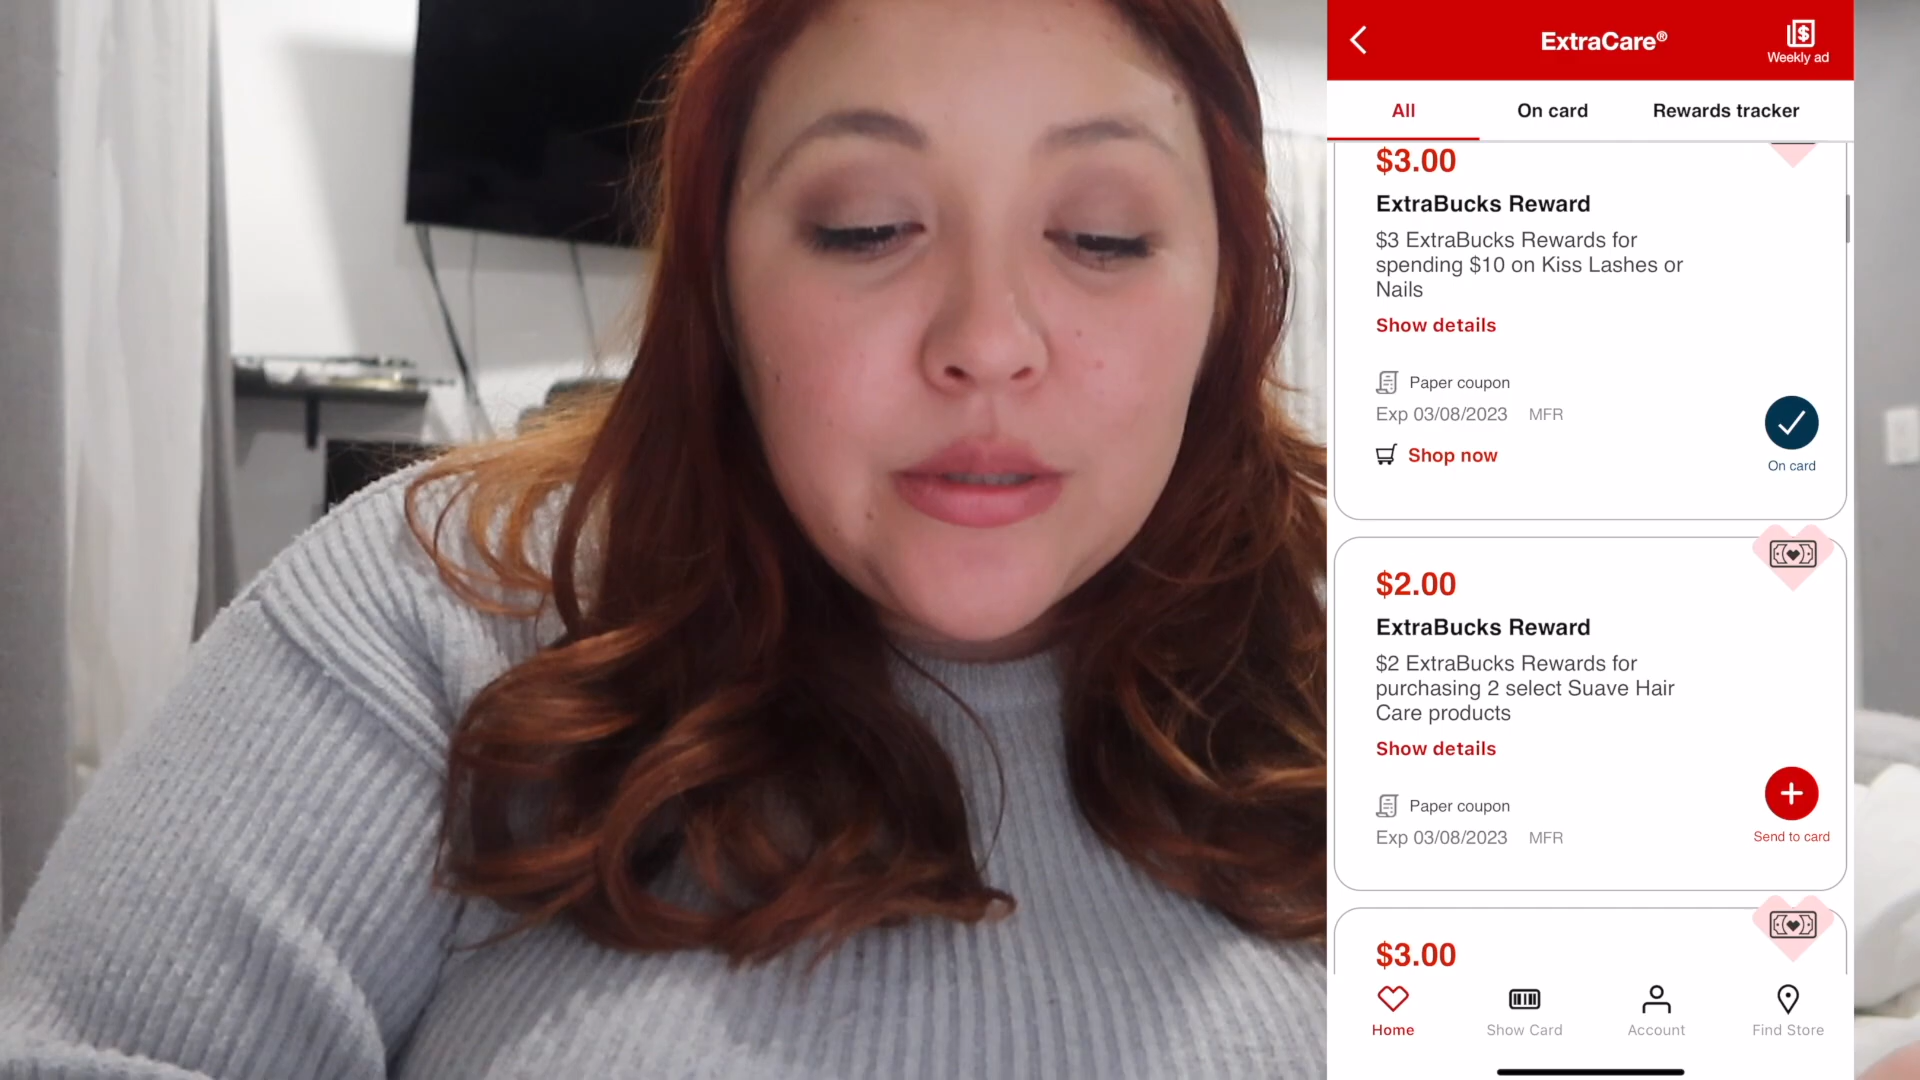 ExtraCare®
Weekly ad
All
On card
Rewards tracker
$3.00
ExtraBucks Reward
$3 ExtraBucks Rewards for
spending $10 on Kiss Lashes or
Nails
Show details
Paper coupon
Exp 03/08/2023 MFR
On card
Shop now
$2.00
ExtraBucks Reward
$2 ExtraBucks Rewards for
purchasing 2 select Suave Hair
Care products
Show details
Paper coupon
Exp 03/08/2023 MFR
Send to card
$3.00
Home
Show Card
Account
Find Store